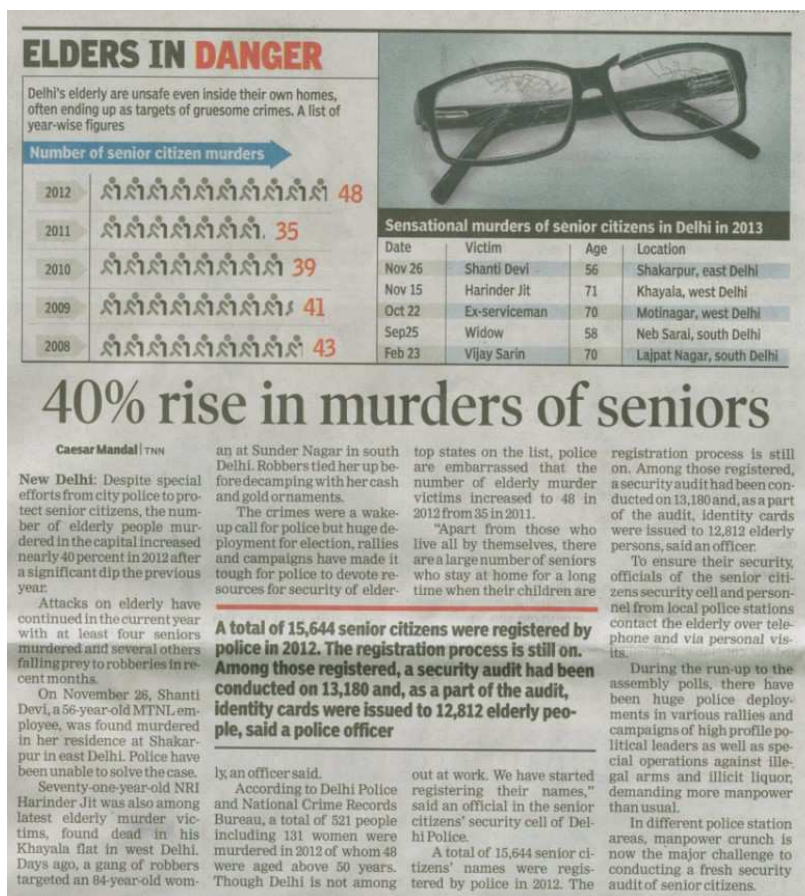 ELDERS IN DANGER
Delhi's elderly are unsafe even inside their own homes,
often ending up as targets of gruesome crimes. A list of
year-wise figures
Number of senior citizen murders
2012 48
2011 35
2010 39
2009 41
2008 43
Sensational murders of senior citizens in Delhi in 2013
Date Victim Age Location
Nov 26 Shanti Devi 56 Shakarpur, east Delhi
Nov 15 Harinder Jit 71 Khayala, west Delhi
Oct 22 Ex-serviceman 70 Motinagar, west Delhi
Sep25 Widow 58 Neb Sarai, south Delhi
Feb 23 Vijay Sarin 70 Lajpat Nagar, south Delhi
40% rise in murders of seniors
Caesar Mandal | TNN
New Delhi: Despite special
efforts from city police to pro-
tect senior citizens, the num-
ber of elderly people mur-
dered in the capital increased
nearly 40 percent in 2012 after
a significant dip the previous
year.
Attacks on elderly have
continued in the current year
with at least four seniors
murdered and several others
falling prey to robberies in re-
cent months.
On November 26, Shanti
Devi, a 56-year-old MTNL em-
ployee, was found murdered
in her residence at Shakar-
pur in east Delhi. Police have
been unable to solve the case.
Seventy-one-year-old NRI
Harinder Jit was also among
latest elderly murder vic-
tims, found dead in his
Khayala flat in west Delhi.
Days ago, a gang of robbers
targeted an 84-year-old wom-
an at Sunder Nagar in south
Delhi. Robbers tied her up be-
fore decamping with her cash
and gold ornaments.
The crimes were a wake-
up call for police but huge de-
ployment for election, rallies
and campaigns have made it
tough for police to devote re-
sources for security of elder-
ly, an officer said.
According to Delhi Police
and National Crime Records
Bureau, a total of 521 people
including 131 women were
murdered in 2012 of whom 48
were aged above 50 years.
Though Delhi is not among
top states on the list, police
are embarrassed that the
number of elderly murder
victims increased to 48 in
2012 from 35 in 2011.
"Apart from those who
live all by themselves, there
are a large number of seniors
who stay at home for a long
time when their children are
out at work. We have started
registering their names,"
said an official in the senior
citizens' security cell of Del-
hi Police.
A total of 15,644 senior ci-
tizens' names were regis-
tered by police in 2012. The
registration process is still
on. Among those registered,
a security audit had been con-
ducted on 13,180 and, as a part
of the audit, identity cards
were issued to 12,812 elderly
persons, said an officer.
To ensure their security,
officials of the senior citi-
zens security cell and person-
nel from local police stations
contact the elderly over tele-
phone and via personal vis-
its.
During the run-up to the
assembly polls, there have
been huge police deploy-
ments in various rallies and
campaigns of high profile po-
litical leaders as well as spe-
cial operations against ille-
gal arms and illicit liquor,
demanding more manpower
than usual.
In different police station
areas, manpower crunch is
now the major challenge to
conducting a fresh security
audit of senior citizens.
A total of 15,644 senior citizens were registered by
police in 2012. The registration process is still on.
Among those registered, a security audit had been
conducted on 13,180 and, as a part of the audit,
identity cards were issued to 12,812 elderly peo-
ple, said a police officer